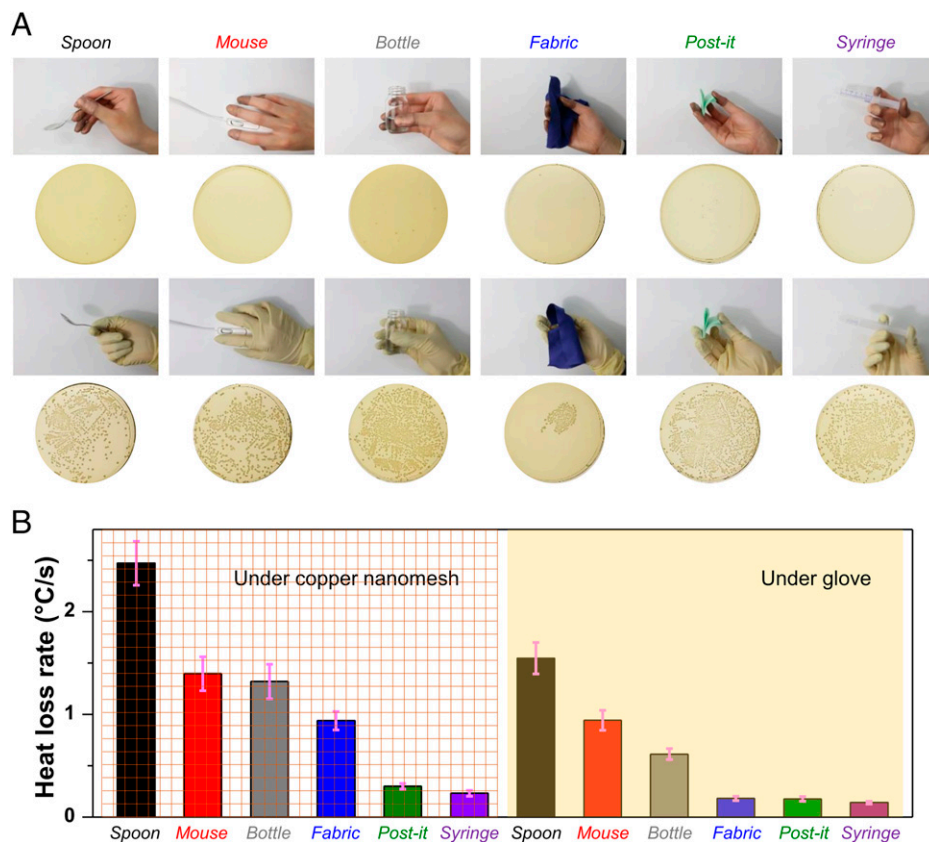 A
Spoon Mouse Bottle Fabric Post-it Syringe
B
Heat loss rate (°C/s)
2
1
0
Under copper nanomesh
Under glove
Spoon Mouse Bottle Fabric Post-it Syringe Spoon Mouse Bottle Fabric Post-it Syringe